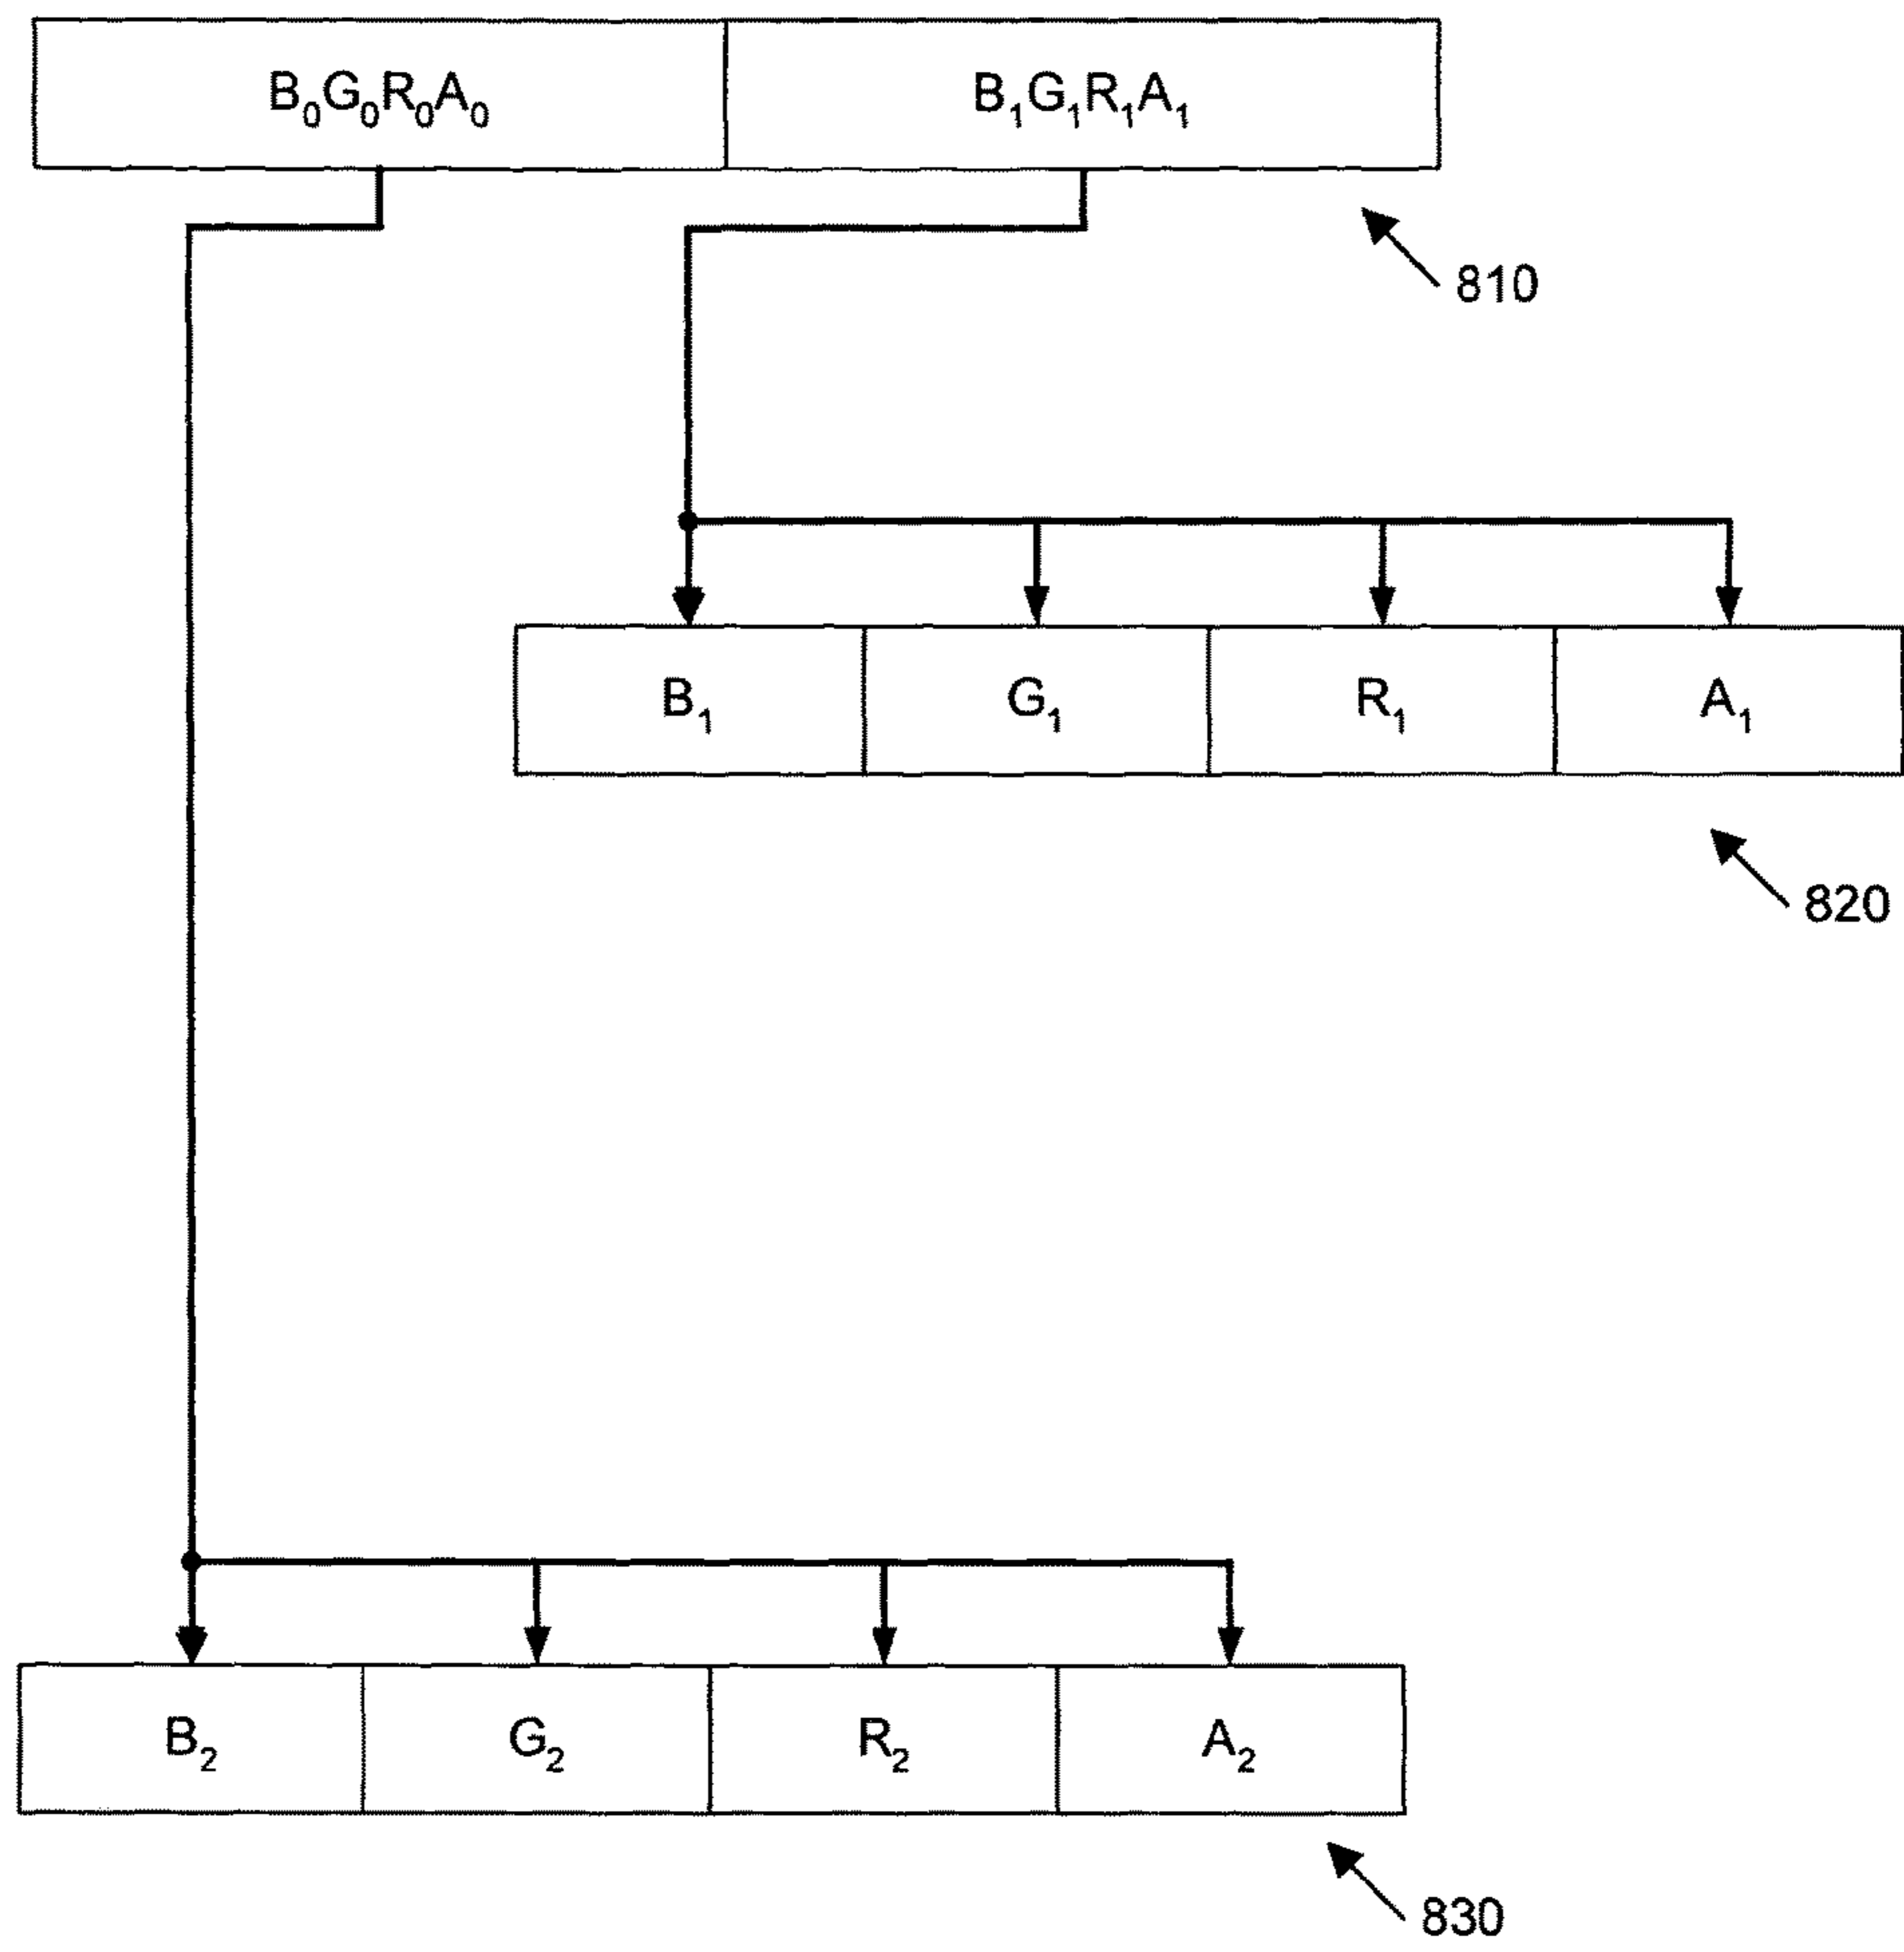 B₀G₀R₀A₀ B₁G₁R₁A₁
810
B₁ G₁ R₁ A₁
820
B₂ G₂ R₂ A₂
830